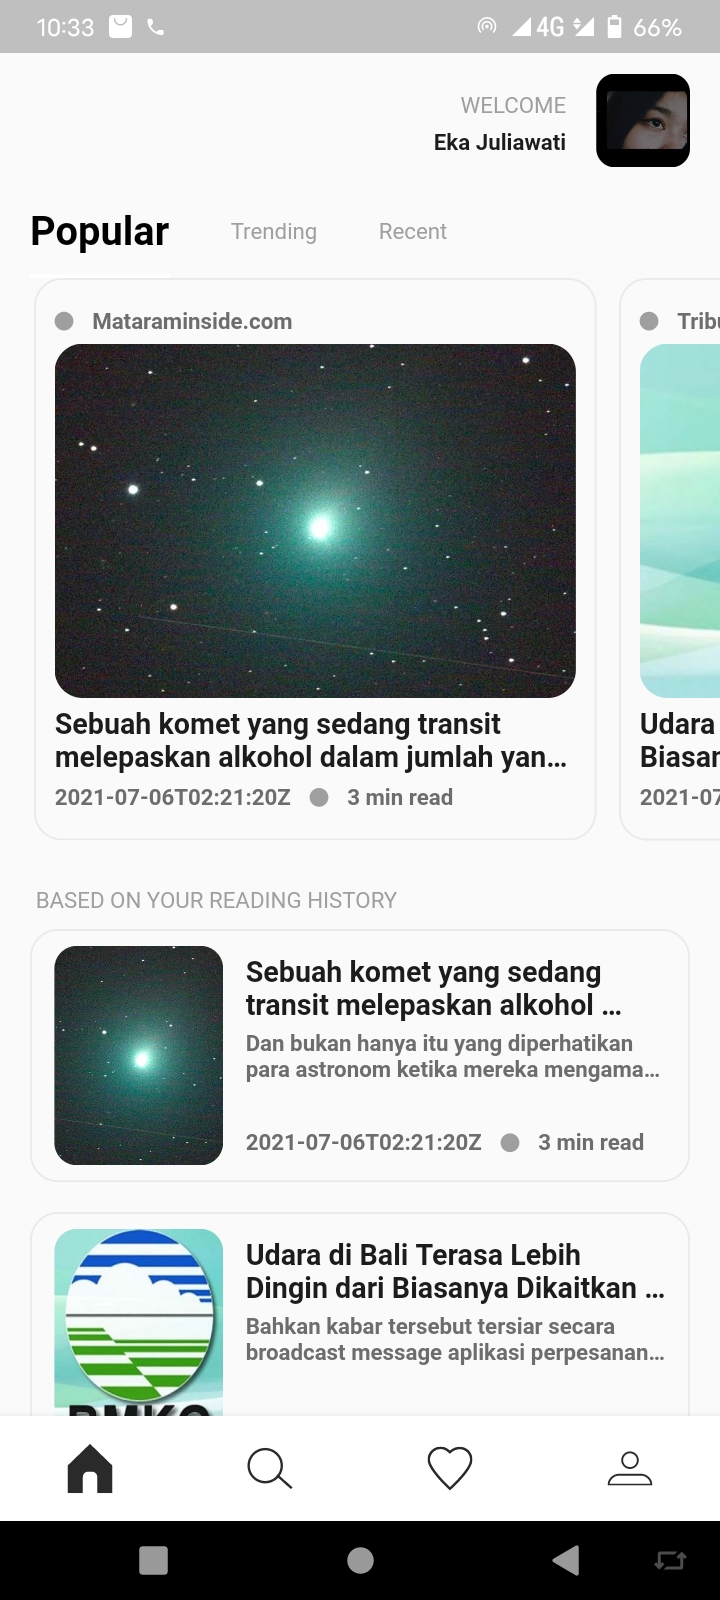 10:33
4G
66%
WELCOME
Eka Juliawati
Popular
Trending
Recent
Mataraminside.com
Sebuah komet yang sedang transit
melepaskan alkohol dalam jumlah yan...
2021-07-06T02:21:20Z
3 min read
Udara
2021-07
BASED ON YOUR READING HISTORY
Sebuah komet yang sedang
transit melepaskan alkohol ...
Dan bukan hanya itu yang diperhatikan
para astronom ketika mereka mengama...
2021-07-06T02:21:20Z
3 min read
Udara di Bali Terasa Lebih
Dingin dari Biasanya Dikaitkan ...
Bahkan kabar tersebut tersiar secara
broadcast message aplikasi perpesanan...